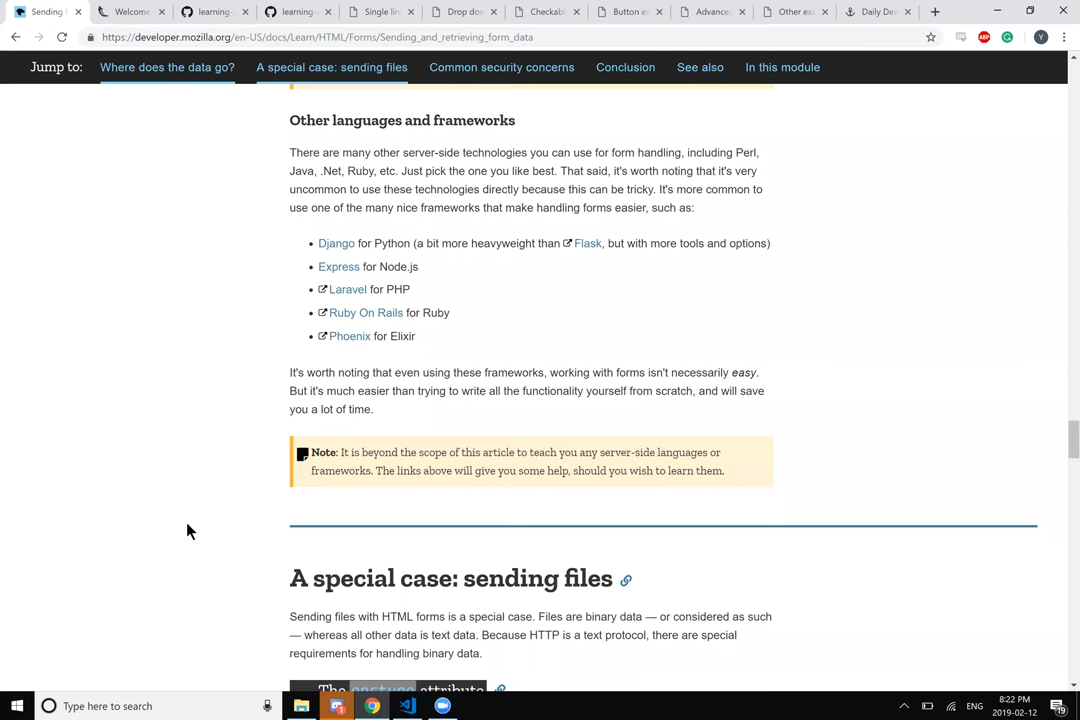 Sending f
Welcome
learning-
learning
Single lin
Drop do
Checkabl
Button e
Advance
Other ex
Daily Dev
https://developer.mozilla.org/en-US/docs/Learn/HTML/Forms/Sending_and_retrieving_form_data
ABP
G
Y
Jump to: Where does the data go? A special case: sending files Common security concerns Conclusion See also In this module
Other languages and frameworks
There are many other server-side technologies you can use for form handling, including Perl,
Java, .Net, Ruby, etc. Just pick the one you like best. That said, it's worth noting that it's very
uncommon to use these technologies directly because this can be tricky. It's more common to
use one of the many nice frameworks that make handling forms easier, such as:
• Django for Python (a bit more heavyweight than Flask, but with more tools and options)
• Express for Node.js
• Laravel for PHP
• Ruby On Rails for Ruby
• Phoenix for Elixir
It's worth noting that even using these frameworks, working with forms isn't necessarily easy.
But it's much easier than trying to write all the functionality yourself from scratch, and will save
you a lot of time.
Note: It is beyond the scope of this article to teach you any server-side languages or
frameworks. The links above will give you some help, should you wish to learn them.
A special case: sending files
Sending files with HTML forms is a special case. Files are binary data — or considered as such
— whereas all other data is text data. Because HTTP is a text protocol, there are special
requirements for handling binary data.
The enctype attribute
Type here to search
ENG
8:22 PM
2019-02-12
19